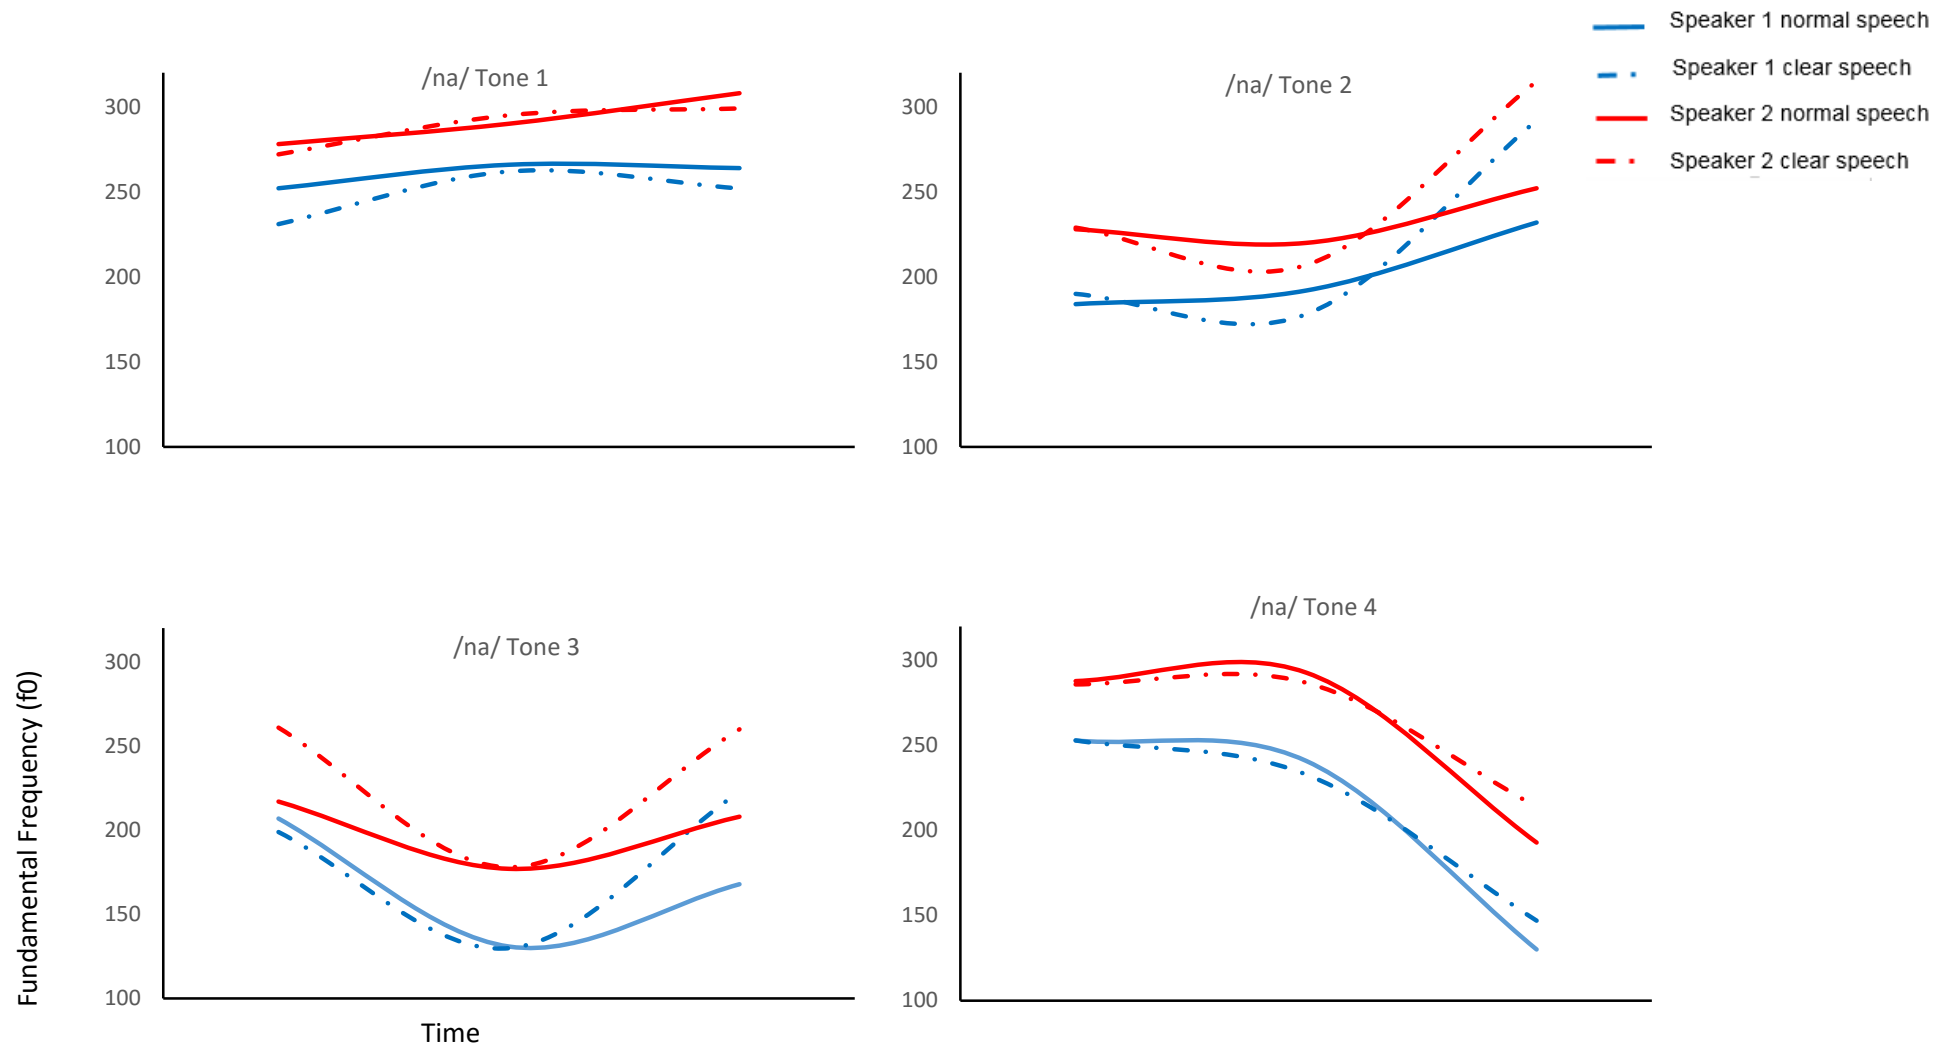 Speaker 1 normal speech
Speaker 1 clear speech
Speaker 2 normal speech
Speaker 2 clear speech
/na/ Tone 1
300
250
200
150
100
/na/ Tone 2
300
250
200
150
100
/na/ Tone 3
300
250
200
150
100
/na/ Tone 4
300
250
200
150
100
Fundamental Frequency (f0)
Time